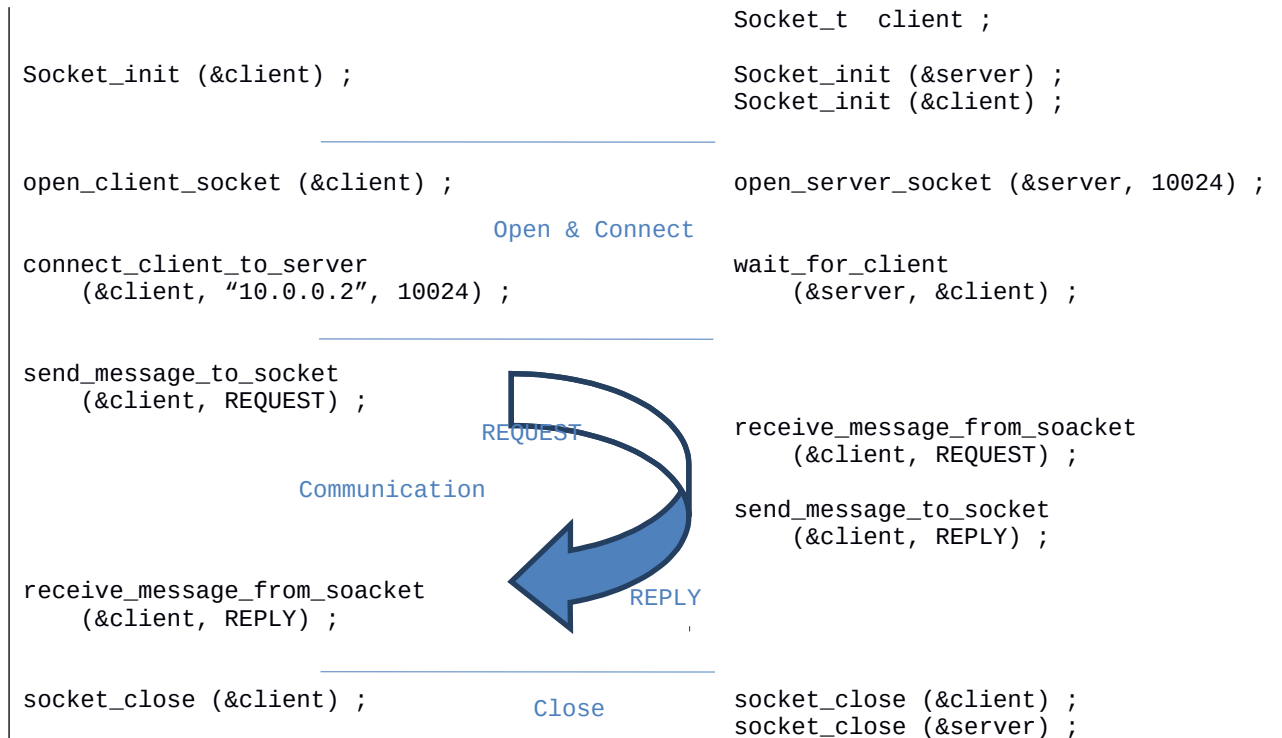 Socket_t  client ;
Socket_init (&client) ;
Socket_init (&server) ;
Socket_init (&client) ;
open_client_socket (&client) ;
open_server_socket (&server, 10024) ;
Open & Connect
connect_client_to_server
(&client, “10.0.0.2”, 10024) ;
wait_for_client
(&server, &client) ;
send_message_to_socket
(&client, REQUEST) ;
REQUEST
receive_message_from_soacket
(&client, REQUEST) ;
Communication
send_message_to_socket
(&client, REPLY) ;
receive_message_from_soacket
(&client, REPLY) ;
REPLY
socket_close (&client) ;
Close
socket_close (&client) ;
socket_close (&server) ;